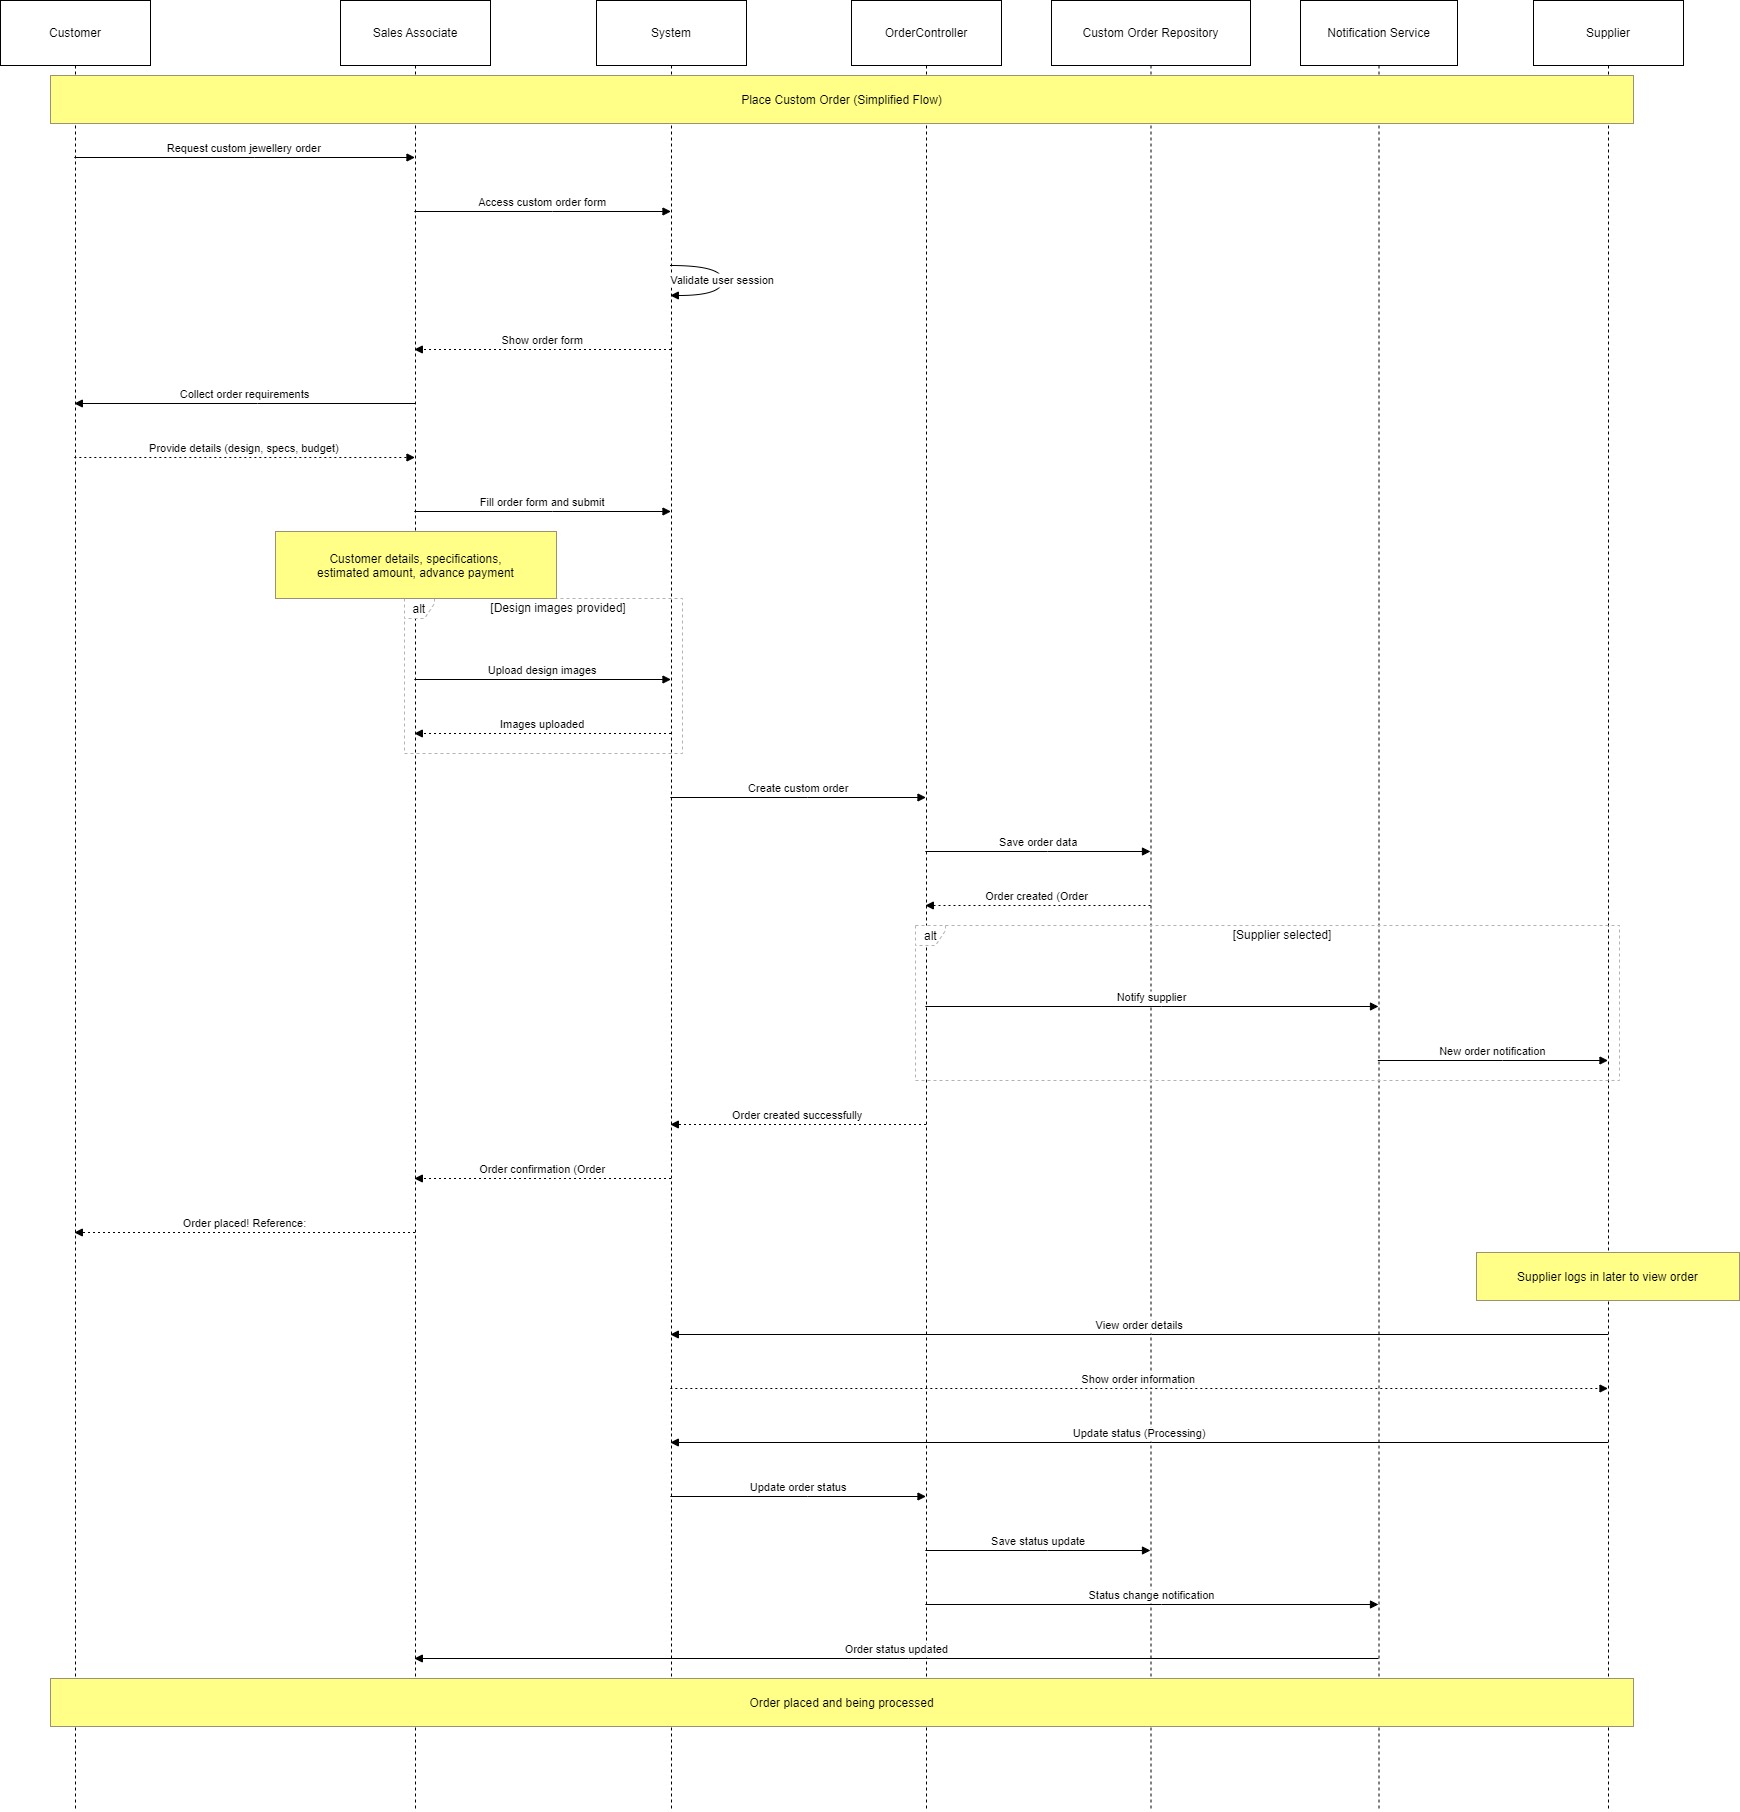 Customer
Sales Associate
System
OrderController
Custom Order Repository
Notification Service
Supplier
Place Custom Order (Simplified Flow)
Request custom jewellery order
Access custom order form
Validate user session
Show order form
Collect order requirements
Provide details (design, specs, budget)
Fill order form and submit
Customer details, specifications,
estimated amount, advance payment
alt
[Design images provided]
Upload design images
Images uploaded
Create custom order
Save order data
Order created (Order
alt
[Supplier selected]
Notify supplier
New order notification
Order created successfully
Order confirmation (Order
Order placed! Reference:
Supplier logs in later to view order
View order details
Show order information
Update status (Processing)
Update order status
Save status update
Status change notification
Order status updated
Order placed and being processed